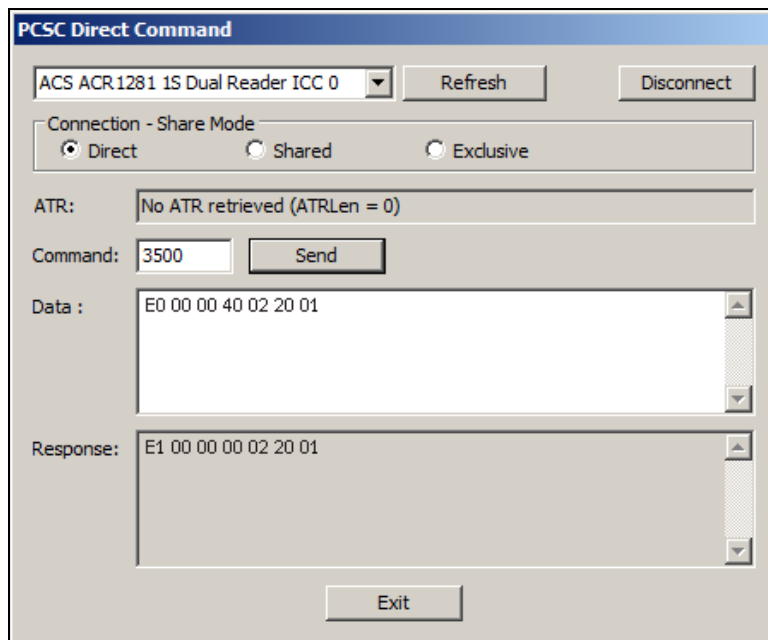 PCSC Direct Command
ACS ACR1281 1S Dual Reader ICC 0 Refresh Disconnect
Connection - Share Mode
Direct Shared Exclusive
ATR: No ATR retrieved (ATRLen = 0)
Command: 3500 Send
Data : E0 00 00 40 02 20 01
Response: E1 00 00 00 02 20 01
Exit